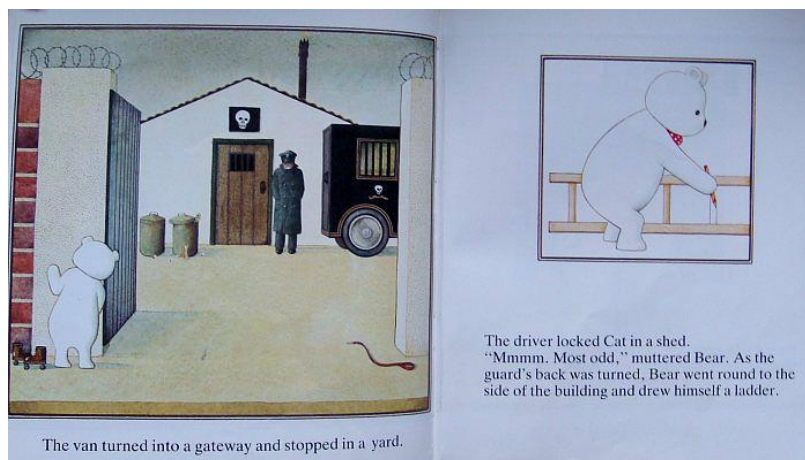 The van turned into a gateway and stopped in a yard.
The driver locked Cat in a shed.
“Mmmm. Most odd,” muttered Bear. As the
guard’s back was turned, Bear went round to the
side of the building and drew himself a ladder.